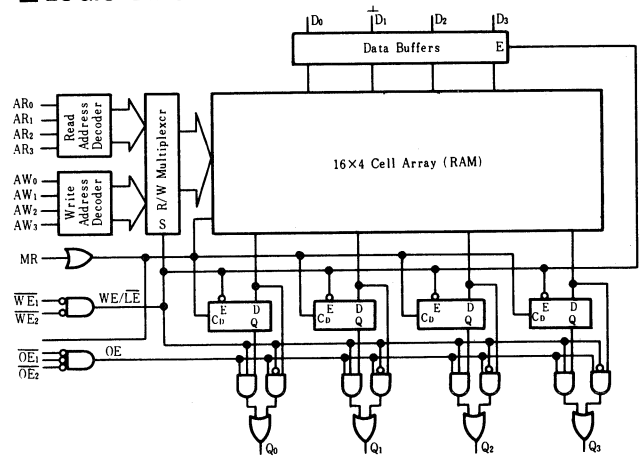 D0 D1 D2 D3
Data Buffers E
AR0
AR1
AR2
AR3
Read
Address
Decoder
R/W Multiplexcr
S
16×4 Cell Array (RAM)
AW0
AW1
AW2
AW3
Write
Address
Decoder
MR
WE1
WE2
WE/LE
OE1
OE2
OE
E D
CD Q
E D
CD Q
E D
CD Q
E D
CD Q
Q0 Q1 Q2 Q3